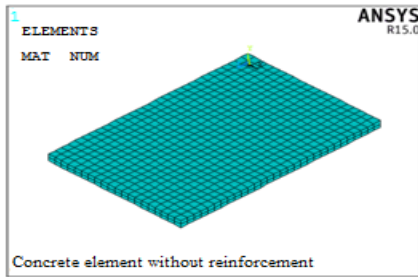 1
ELEMENTS
MAT NUM
ANSYS
R15.0
Concrete element without reinforcement